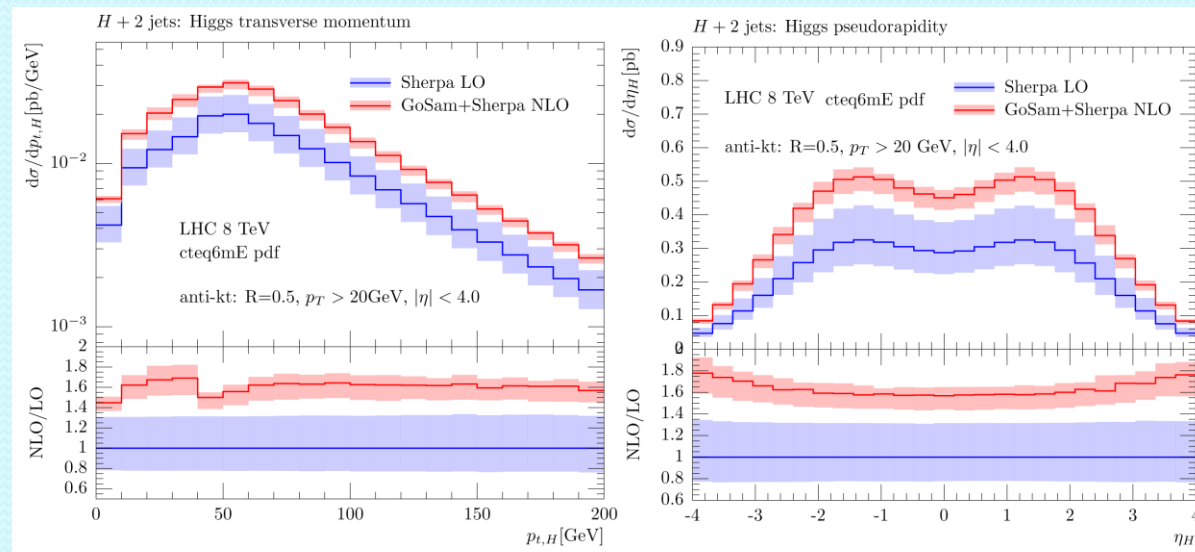 H + 2 jets: Higgs transverse momentum
dσ/dp_{t,H} [pb/GeV]
10^{-2}
10^{-3}
Sherpa LO
GoSam+Sherpa NLO
LHC 8 TeV
cteq6mE pdf
anti-kt: R=0.5, p_T > 20GeV, |η| < 4.0
NLO/LO
2
1.8
1.6
1.4
1.2
1
0.8
0.6
0 50 100 150 200
p_{t,H}[GeV]
H + 2 jets: Higgs pseudorapidity
dσ/dη_H[pb]
0.9
0.8
0.7
0.6
0.5
0.4
0.3
0.2
0.1
Sherpa LO
LHC 8 TeV cteq6mE pdf
GoSam+Sherpa NLO
anti-kt: R=0.5, p_T > 20 GeV, |η| < 4.0
NLO/LO
1.8
1.6
1.4
1.2
1
0.8
0.6
-4 -3 -2 -1 0 1 2 3 4
η_H